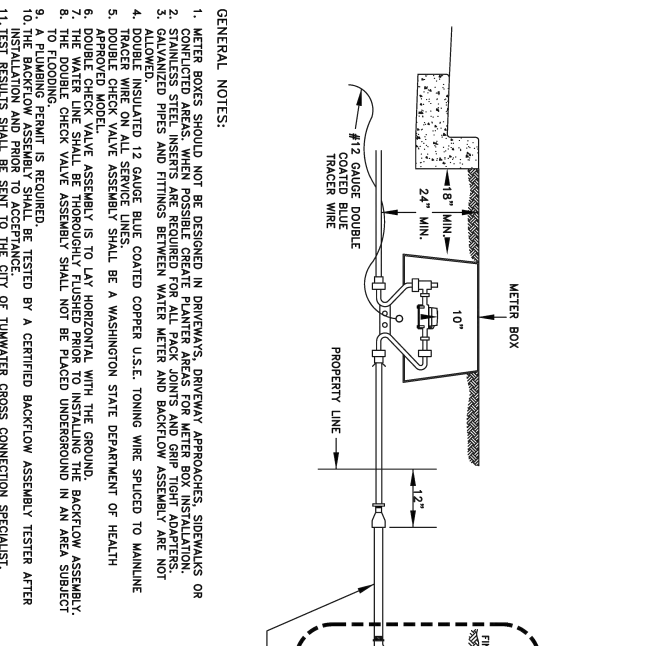 METER BOX
18" MIN.
24" MIN.
10"
#12 GAUGE DOUBLE
COATED BLUE
TRACER WIRE
PROPERTY LINE
12"
FIN
GENERAL NOTES:
1. METER BOXES SHOULD NOT BE DESIGNED IN DRIVEWAYS, DRIVEWAY APPROACHES, SIDEWALKS OR
CONFLICTED AREAS, WHEN POSSIBLE CREATE PLANTER AREAS FOR METER BOX INSTALLATION.
2. STAINLESS STEEL INSERTS ARE REQUIRED FOR ALL PACK JOINTS AND GRIP TIGHT ADAPTERS.
3. GALVANIZED PIPES AND FITTINGS BETWEEN WATER METER AND BACKFLOW ASSEMBLY ARE NOT
ALLOWED.
4. DOUBLE INSULATED 12 GAUGE BLUE COATED COPPER U.S.E. TONING WIRE SPLICED TO MAINLINE
TRACER WIRE ON ALL SERVICE LINES.
5. DOUBLE CHECK VALVE ASSEMBLY SHALL BE A WASHINGTON STATE DEPARTMENT OF HEALTH
APPROVED MODEL
6. DOUBLE CHECK VALVE ASSEMBLY IS TO LAY HORIZONTAL WITH THE GROUND.
7. THE WATER LINE SHALL BE THOROUGHLY FLUSHED PRIOR TO INSTALLING THE BACKFLOW ASSEMBLY.
8. THE DOUBLE CHECK VALVE ASSEMBLY SHALL NOT BE PLACED UNDERGROUND IN AN AREA SUBJECT
TO FLOODING.
9. A PLUMBING PERMIT IS REQUIRED.
10. THE BACKFLOW ASSEMBLY SHALL BE TESTED BY A CERTIFIED BACKFLOW ASSEMBLY TESTER AFTER
INSTALLATION AND PRIOR TO ACCEPTANCE.
11. TEST RESULTS SHALL BE SENT TO THE CITY OF TUMWATER CROSS CONNECTION SPECIALIST.